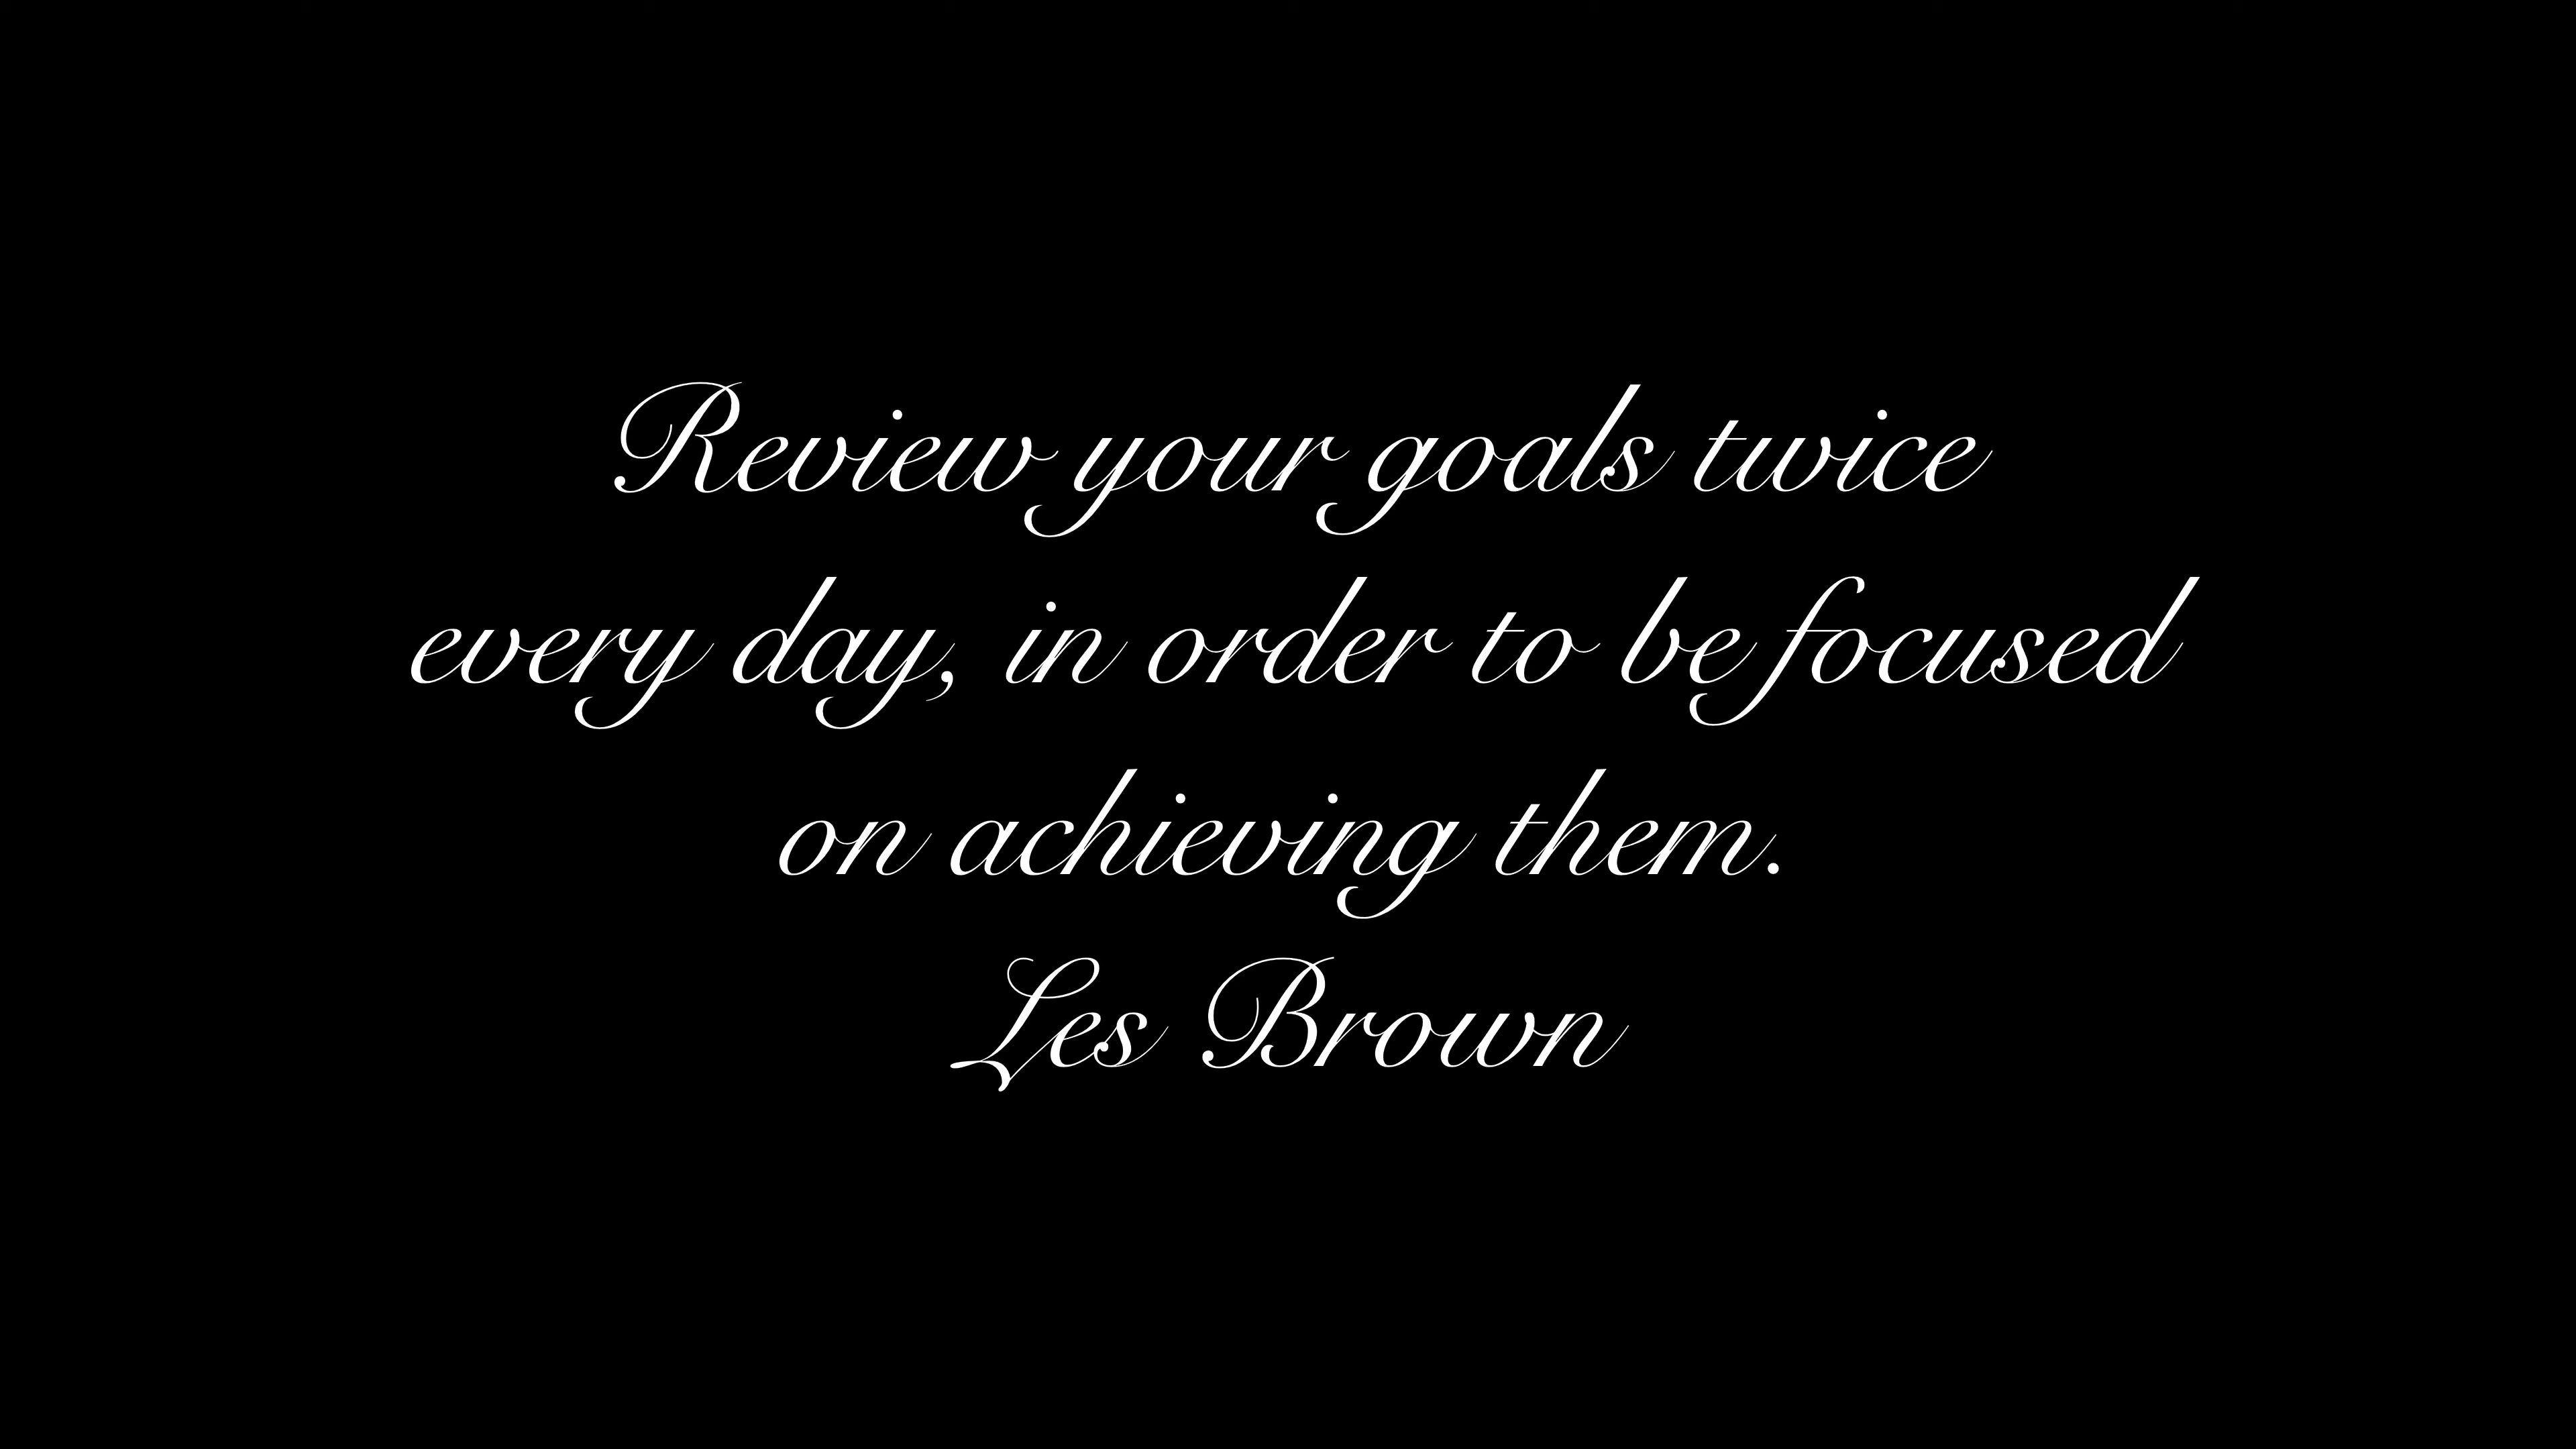 Review your goals twice
every day, in order to be focused
on achieving them.
Les Brown